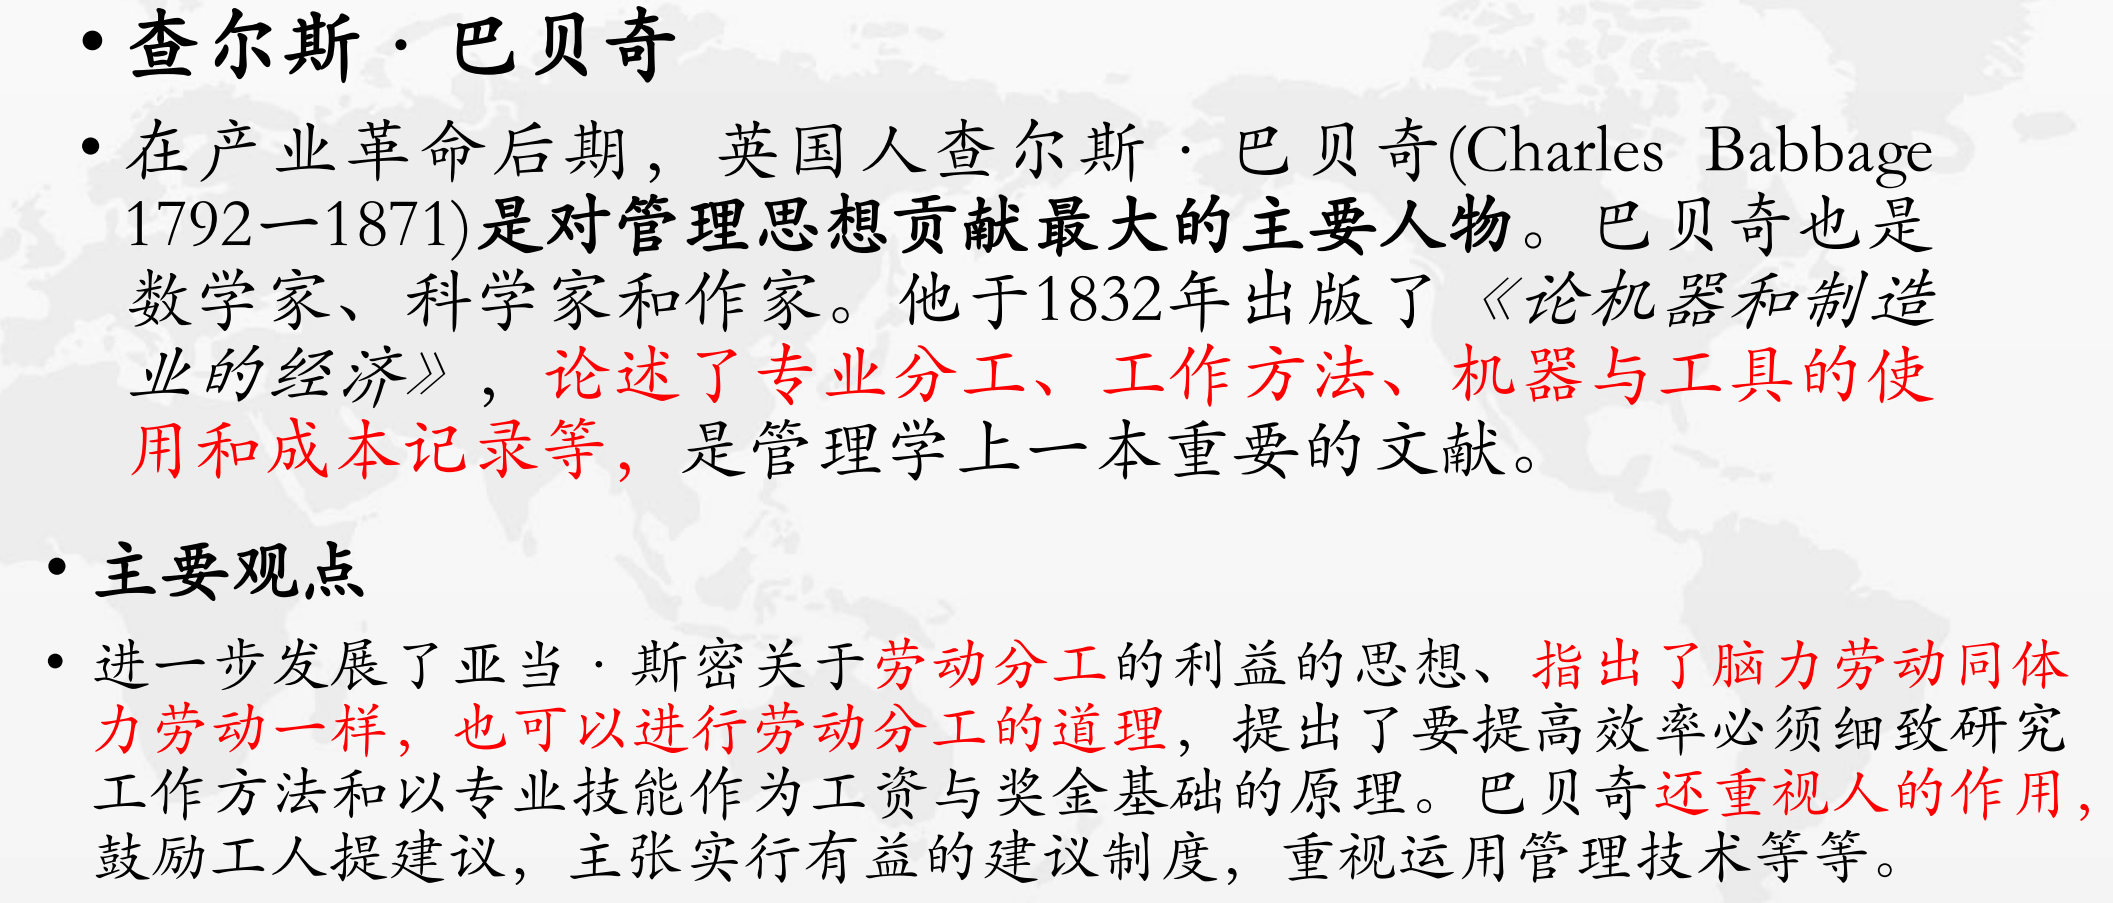 • 查尔斯·巴贝奇
• 在产业革命后期，英国人查尔斯·巴贝奇(Charles Babbage
1792一1871)是对管理思想贡献最大的主要人物。巴贝奇也是
数学家、科学家和作家。他于1832年出版了《论机器和制造
业的经济》，论述了专业分工、工作方法、机器与工具的使
用和成本记录等，是管理学上一本重要的文献。
• 主要观点
• 进一步发展了亚当·斯密关于劳动分工的利益的思想、指出了脑力劳动同体
力劳动一样，也可以进行劳动分工的道理，提出了要提高效率必须细致研究
工作方法和以专业技能作为工资与奖金基础的原理。巴贝奇还重视人的作用，
鼓励工人提建议，主张实行有益的建议制度，重视运用管理技术等等。